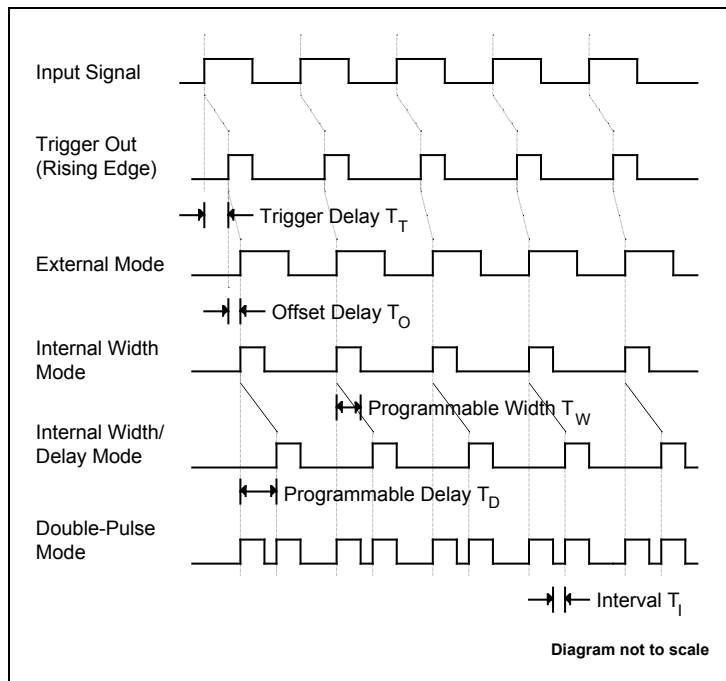 Input Signal
Trigger Out
(Rising Edge)
Trigger Delay T_T
External Mode
Offset Delay T_O
Internal Width
Mode
Programmable Width T_W
Internal Width/
Delay Mode
Programmable Delay T_D
Double-Pulse
Mode
Interval T_I
Diagram not to scale